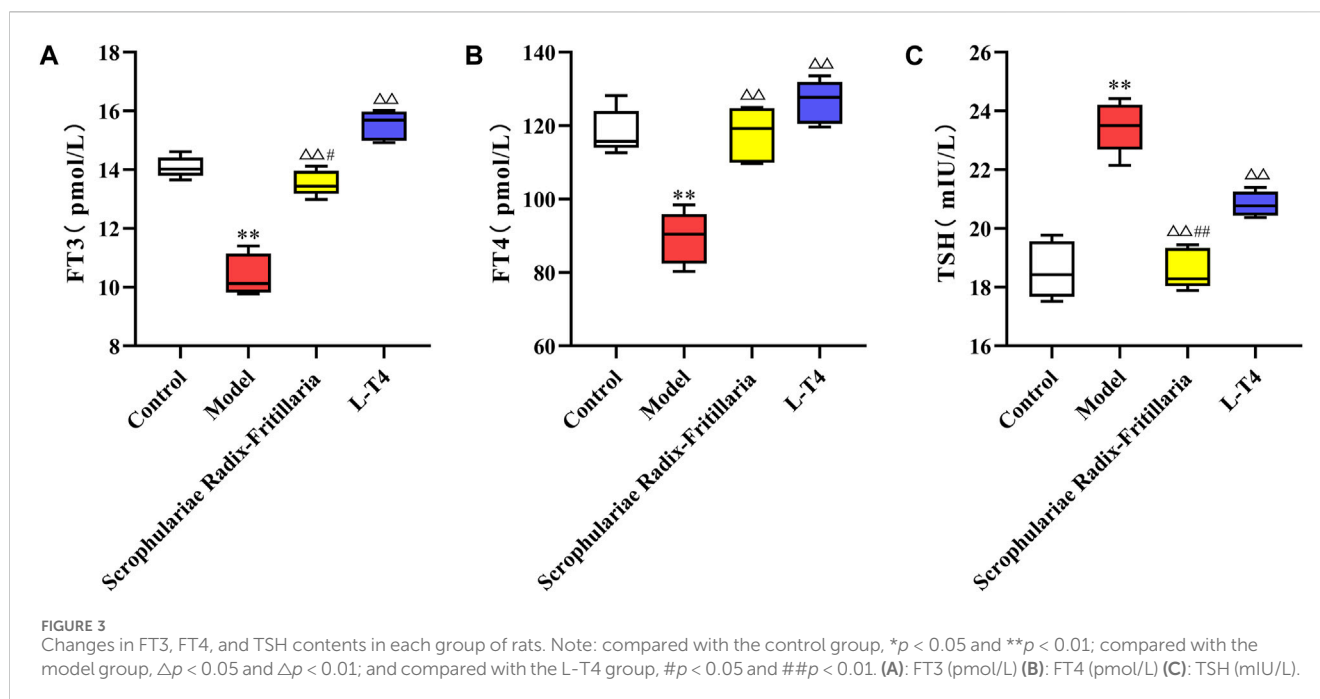 A
FT3( pmol/L)
18
16
14
12
10
8
**
△△ #
△△
Control
Model
Scrophulariae Radix-Fritillaria
L-T4
B
FT4( pmol/L)
140
120
100
80
60
**
△△
△△
Control
Model
Scrophulariae Radix-Fritillaria
L-T4
C
TSH( mIU/L)
26
24
22
20
18
16
**
△△ ##
△△
Control
Model
Scrophulariae Radix-Fritillaria
L-T4
FIGURE 3
Changes in FT3, FT4, and TSH contents in each group of rats. Note: compared with the control group, *p < 0.05 and **p < 0.01; compared with the
model group, △p < 0.05 and △p < 0.01; and compared with the L-T4 group, #p < 0.05 and ##p < 0.01. (A): FT3 (pmol/L) (B): FT4 (pmol/L) (C): TSH (mIU/L).